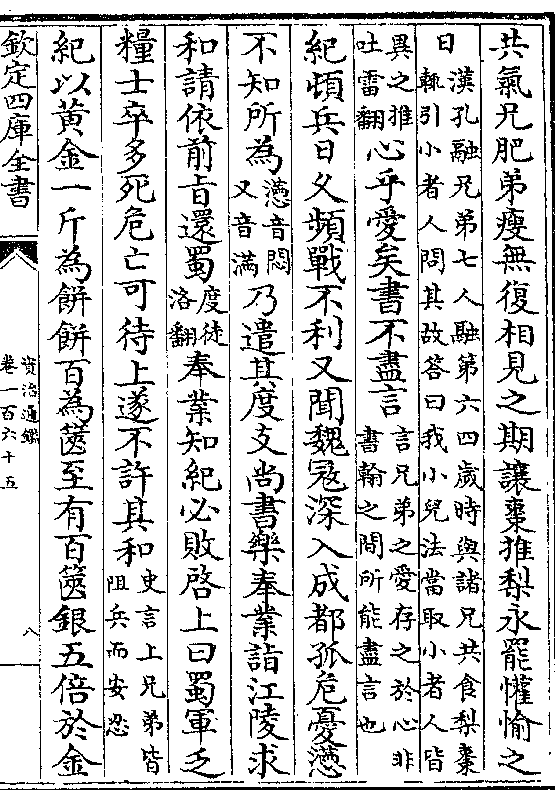 共氣兄肥弟瘦無復相見之期讓棗推梨永罷懽愉之
日漢孔融兄弟七人融第六四歲時與諸兄共食梨棗
輒引小者人問其故答曰我小兒法當取小者人皆
異之推吐雷翻心乎愛矣書不盡言言兄弟之愛存之於心非書翰之間所能盡言也
紀頓兵日久頻戰不利又聞魏冦深入成都孤危憂懣
不知所為懣音悶又音滿乃遣其度支尚書樂奉業詣江陵求
和請依前旨還蜀度徒洛翻奉業知紀必敗啓上曰蜀軍乏
糧士卒多死危亡可待上遂不許其和史言上兄弟皆阻兵而安忍
紀以黃金一斤為餅餅百為篋至有百篋銀五倍於金
欽定四庫全書
資治通鑑
卷一百六十五
八